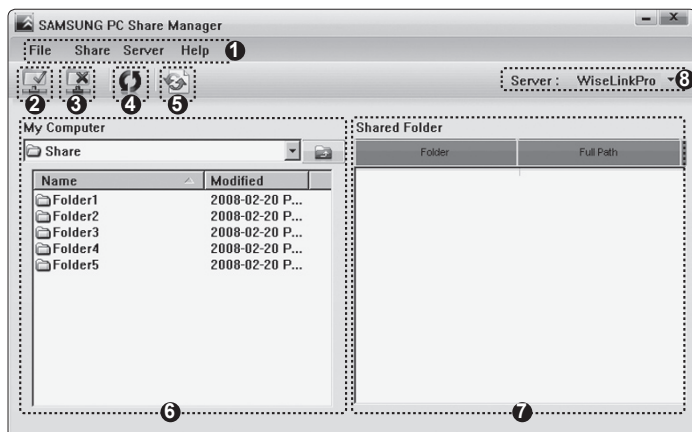 SAMSUNG PC Share Manager
File Share Server Help 1
2 3 4 5
Server : WiseLinkPro 8
My Computer
Share
Name Modified
Folder1 2008-02-20 P...
Folder2 2008-02-20 P...
Folder3 2008-02-20 P...
Folder4 2008-02-20 P...
Folder5 2008-02-20 P...
6
Shared Folder
Folder Full Path
7